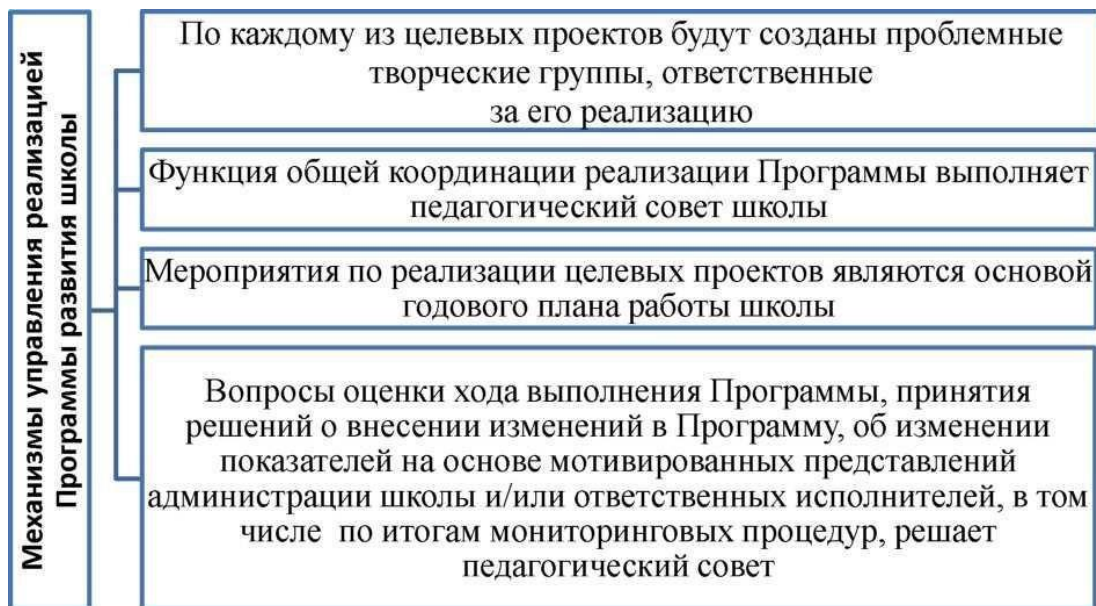 Механизмы управления реализацией
Программы развития школы
По каждому из целевых проектов будут созданы проблемные
творческие группы, ответственные
за его реализацию
Функция общей координации реализации Программы выполняет
педагогический совет школы
Мероприятия по реализации целевых проектов являются основой
годового плана работы школы
Вопросы оценки хода выполнения Программы, принятия
решений о внесении изменений в Программу, об изменении
показателей на основе мотивированных представлений
администрации школы и/или ответственных исполнителей, в том
числе по итогам мониторинговых процедур, решает
педагогический совет